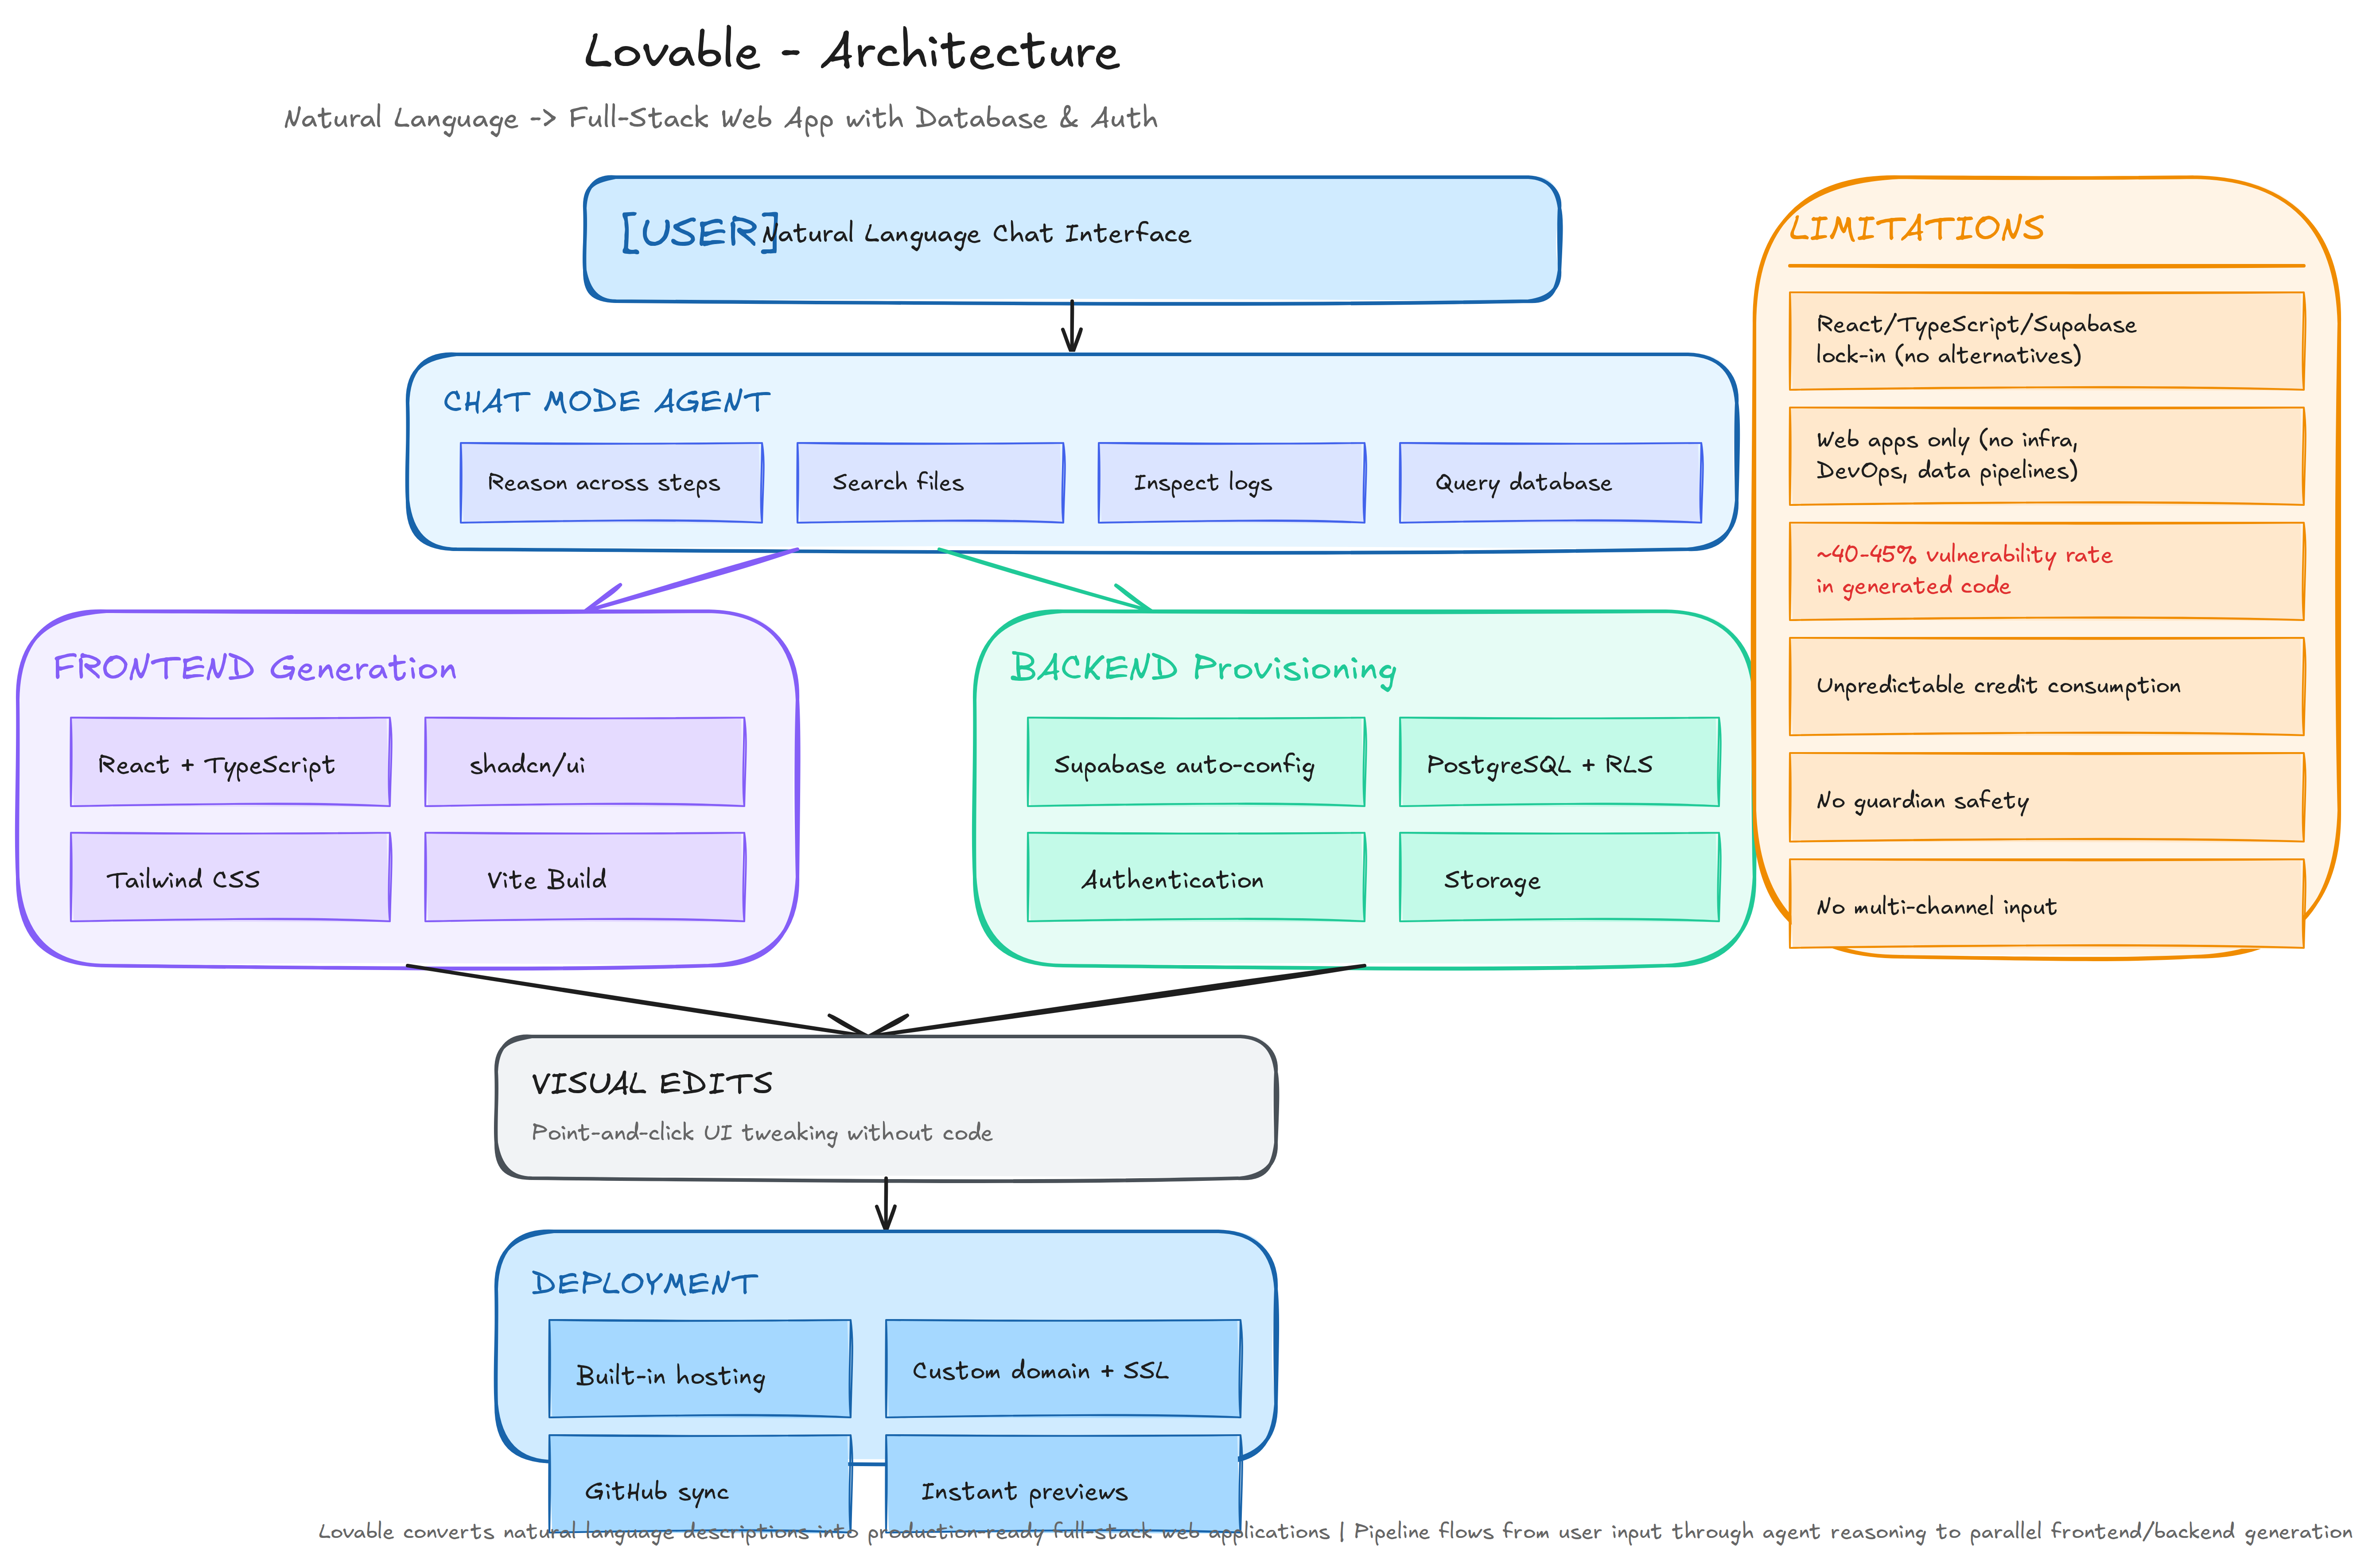 Lovable - Architecture
Natural Language -> Full-Stack Web App with Database & Auth
[USER]
Natural Language Chat Interface
CHAT MODE AGENT
Reason across steps
Search files
Inspect logs
Query database
FRONTEND Generation
React + TypeScript
shadcn/ui
Tailwind CSS
Vite Build
BACKEND Provisioning
Supabase auto-config
PostgreSQL + RLS
Authentication
Storage
VISUAL EDITS
Point-and-click UI tweaking without code
DEPLOYMENT
Built-in hosting
Custom domain + SSL
GitHub sync
Instant previews
LIMITATIONS
React/TypeScript/Supabase
lock-in (no alternatives)
Web apps only (no infra,
DevOps, data pipelines)
~40-45% vulnerability rate
in generated code
Unpredictable credit consumption
No guardian safety
No multi-channel input
Lovable converts natural language descriptions into production-ready full-stack web applications | Pipeline flows from user input through agent reasoning to parallel frontend/backend generation